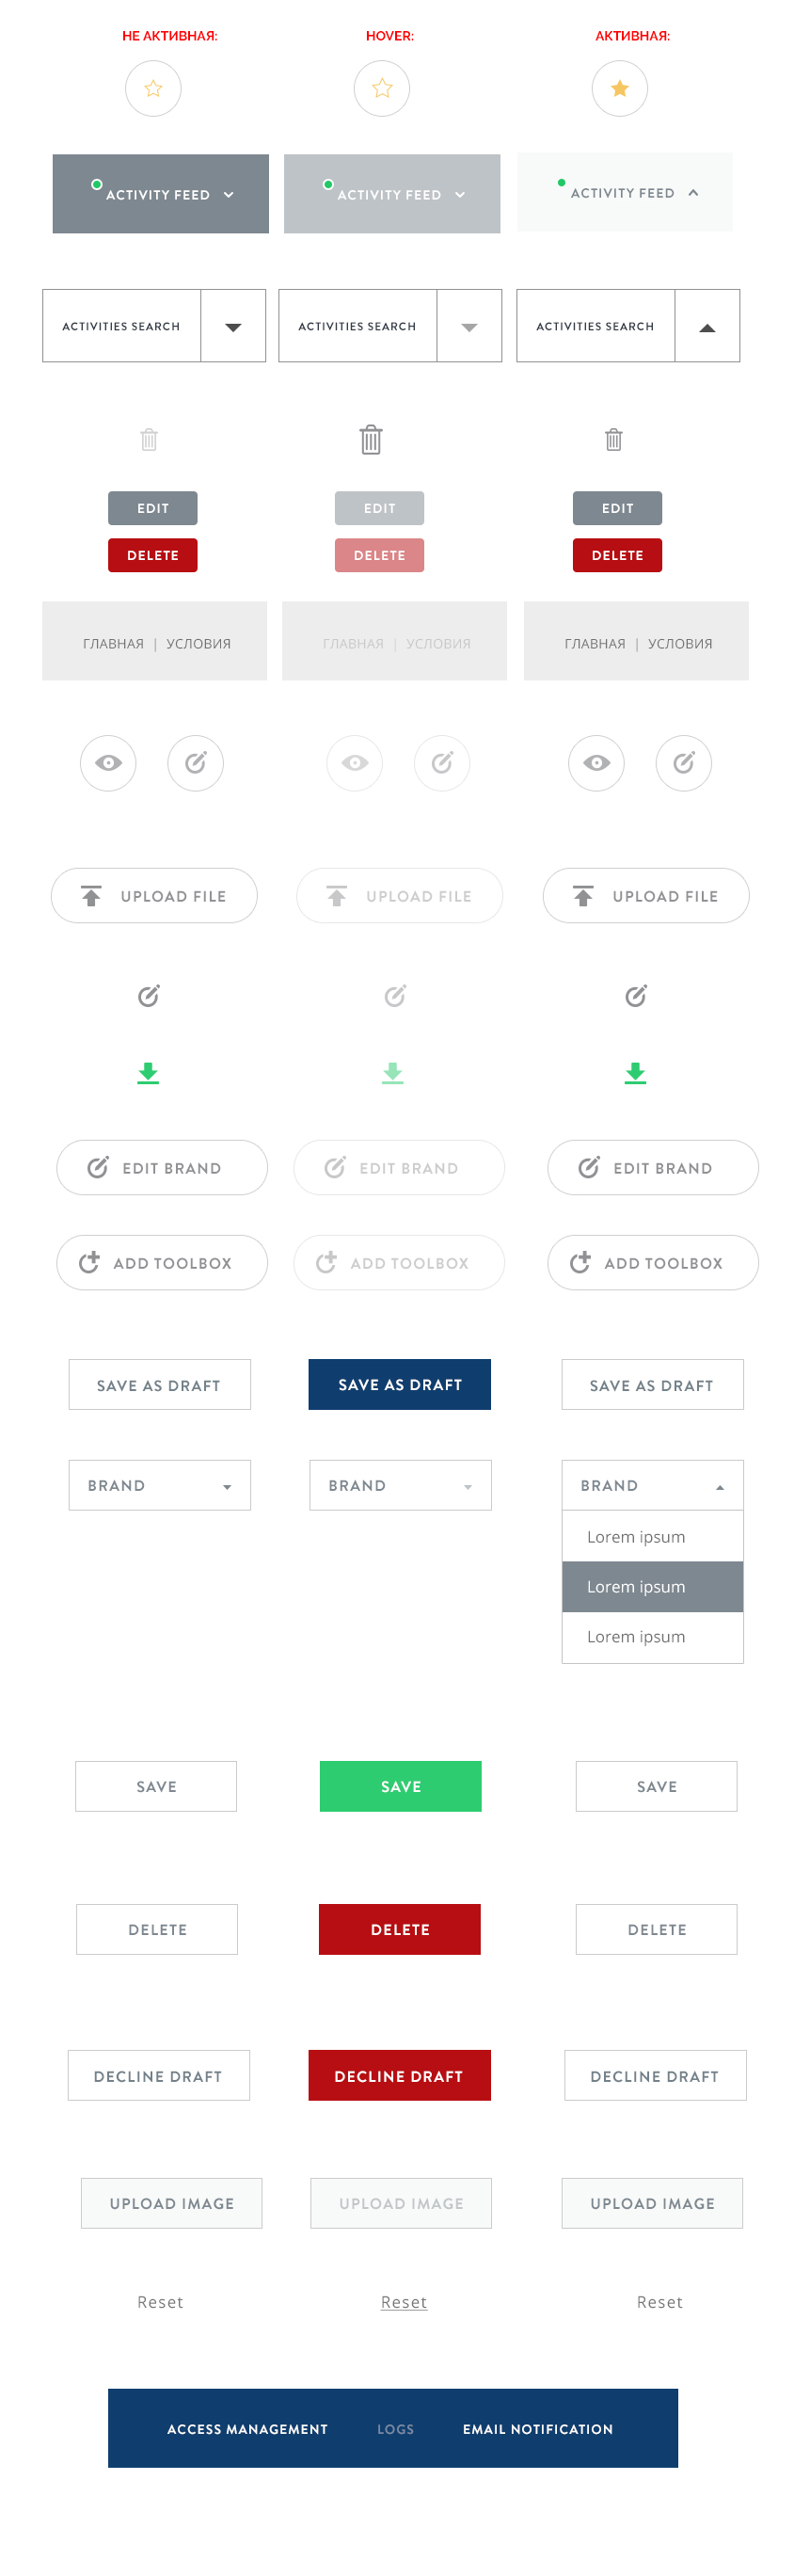 НЕ АКТИВНАЯ: HOVER: АКТИВНАЯ:
ACTIVITY FEED ACTIVITY FEED ACTIVITY FEED
ACTIVITIES SEARCH ACTIVITIES SEARCH ACTIVITIES SEARCH
EDIT EDIT EDIT
DELETE DELETE DELETE
ГЛАВНАЯ | УСЛОВИЯ ГЛАВНАЯ | УСЛОВИЯ ГЛАВНАЯ | УСЛОВИЯ
UPLOAD FILE UPLOAD FILE UPLOAD FILE
EDIT BRAND EDIT BRAND EDIT BRAND
ADD TOOLBOX ADD TOOLBOX ADD TOOLBOX
SAVE AS DRAFT SAVE AS DRAFT SAVE AS DRAFT
BRAND BRAND BRAND
Lorem ipsum
Lorem ipsum
Lorem ipsum
SAVE SAVE SAVE
DELETE DELETE DELETE
DECLINE DRAFT DECLINE DRAFT DECLINE DRAFT
UPLOAD IMAGE UPLOAD IMAGE UPLOAD IMAGE
Reset Reset Reset
ACCESS MANAGEMENT LOGS EMAIL NOTIFICATION